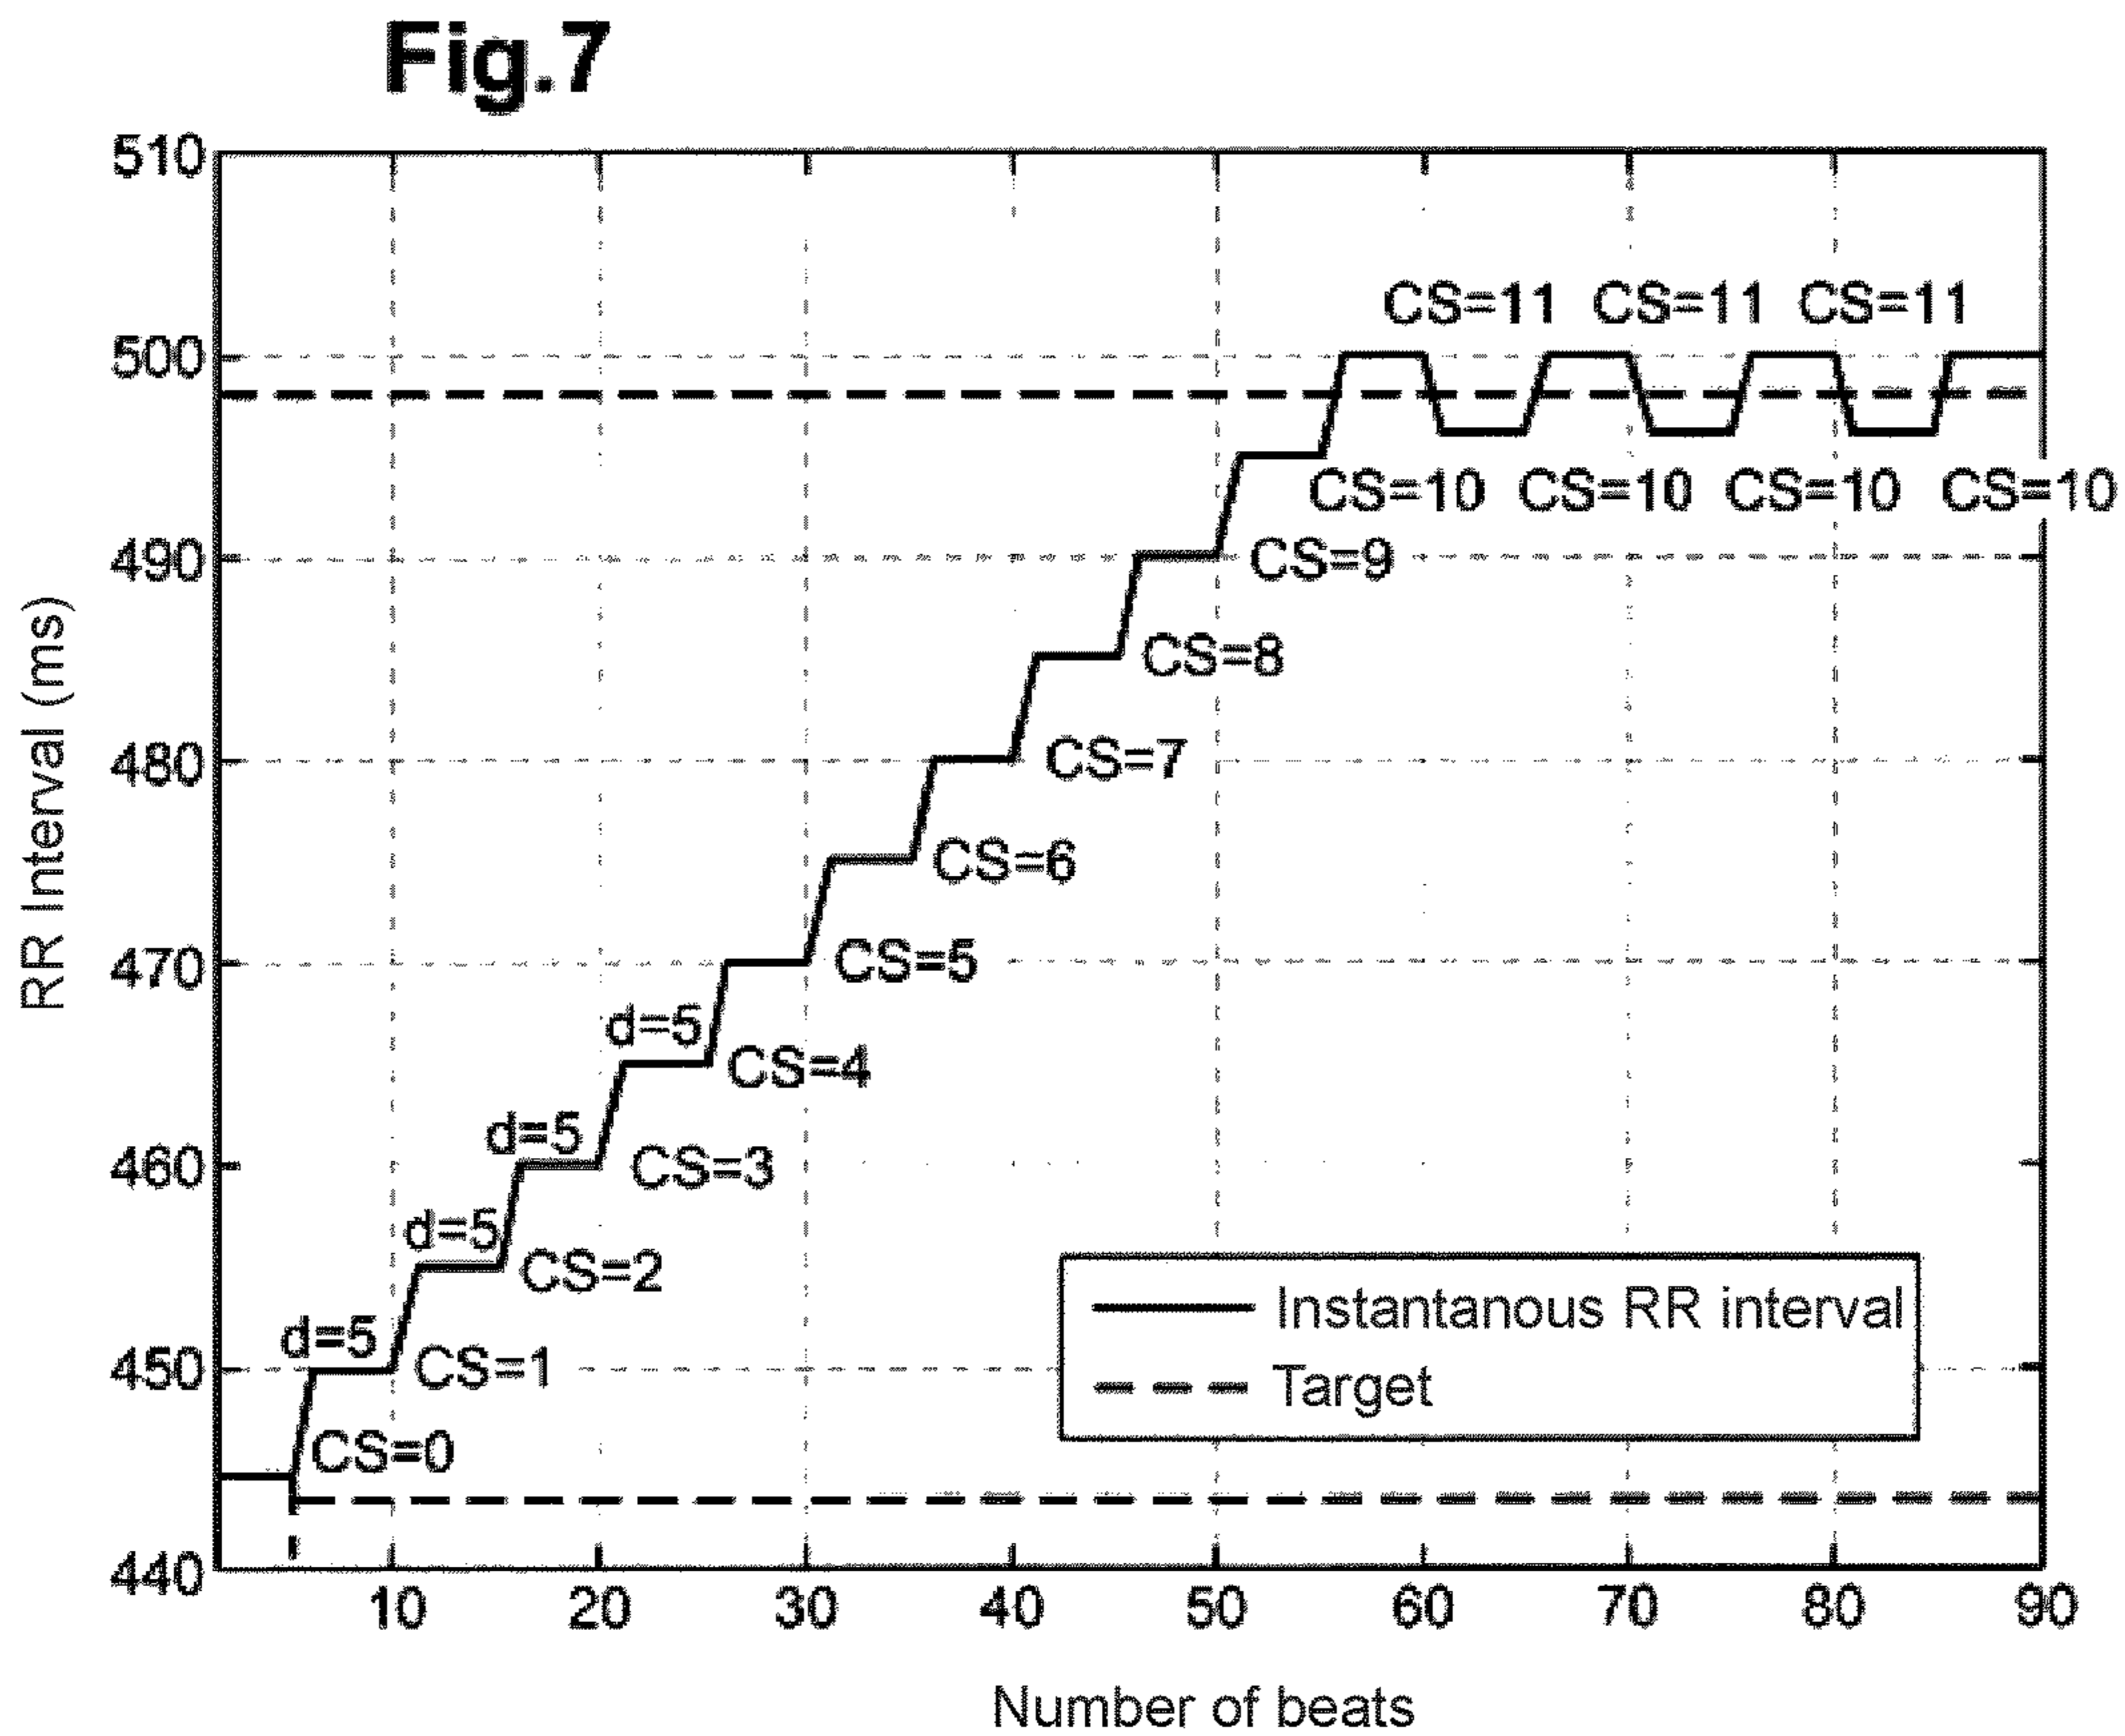 Fig.7
510
500
490
480
470
460
450
440
RR Interval (ms)
CS=11 CS=11 CS=11
CS=10 CS=10 CS=10 CS=10
CS=9
CS=8
CS=7
CS=6
CS=5
d=5
CS=4
d=5
CS=3
d=5
CS=2
d=5
CS=1
CS=0
Instantanous RR interval
Target
10 20 30 40 50 60 70 80 90
Number of beats